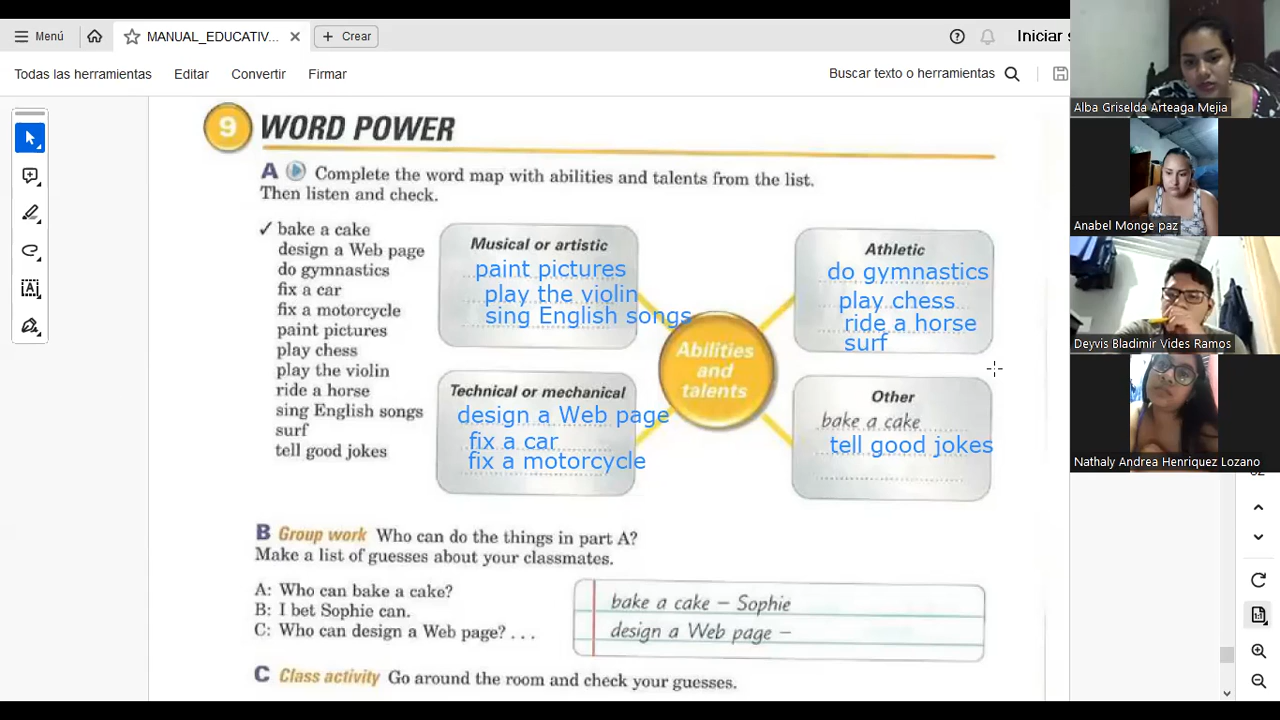 Menú
MANUAL_EDUCATIV...
Crear
Iniciar s
Todas las herramientas
Editar
Convertir
Firmar
Buscar texto o herramientas
9 WORD POWER
A Complete the word map with abilities and talents from the list.
Then listen and check.
✓ bake a cake
design a Web page
do gymnastics
fix a car
fix a motorcycle
paint pictures
play chess
play the violin
ride a horse
sing English songs
surf
tell good jokes
Musical or artistic
paint pictures
play the violin
sing English songs
Athletic
do gymnastics
play chess
ride a horse
surf
Abilities
and
talents
Technical or mechanical
design a Web page
fix a car
fix a motorcycle
Other
bake a cake
tell good jokes
B Group work Who can do the things in part A?
Make a list of guesses about your classmates.
A: Who can bake a cake?
B: I bet Sophie can.
C: Who can design a Web page? . . .
bake a cake – Sophie
design a Web page –
C Class activity Go around the room and check your guesses.
Alba Griselda Arteaga Mejia
Anabel Monge paz
Deyvis Bladimir Vides Ramos
Nathaly Andrea Henriquez Lozano